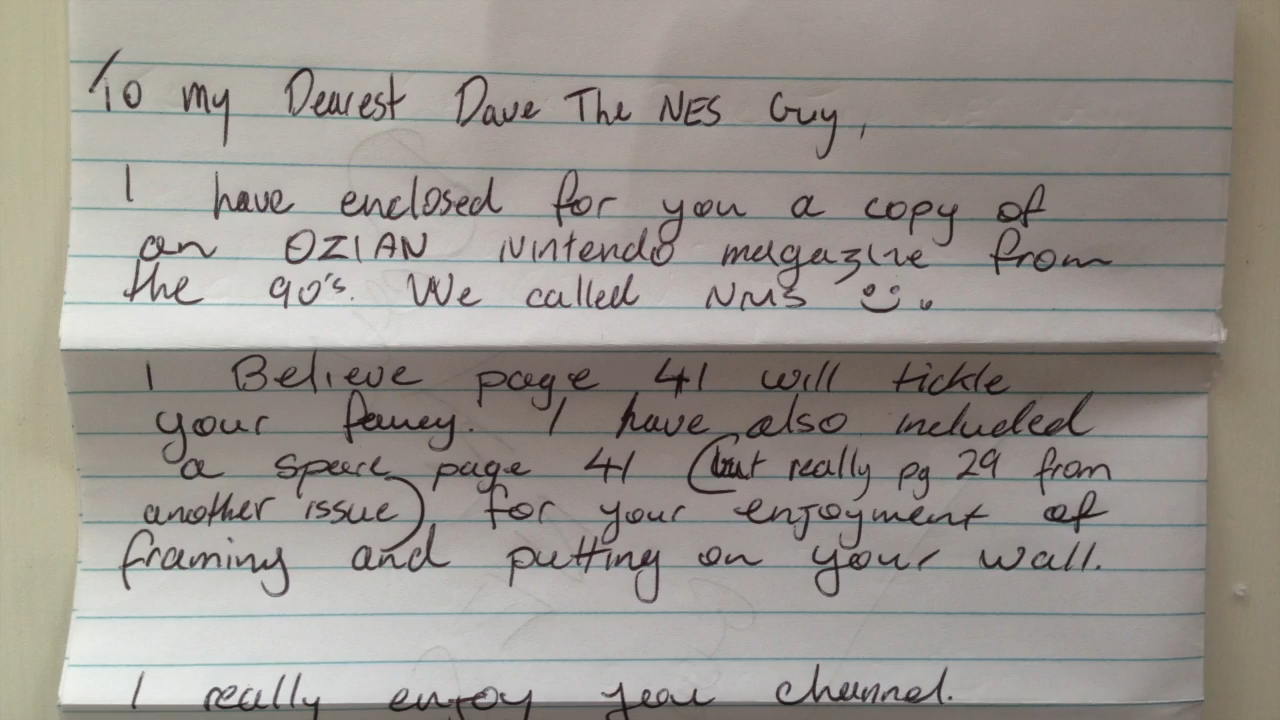 To my Dearest Dave The NES Guy,
I have enclosed for you a copy of
an OZIAN Nintendo magazine from
the 90's. We called NMS
I Believe page 41 will tickle
your fancy. I have also included
a spare page 41 (but really pg 29 from
another issue) for your enjoyment of
framing and putting on your wall.
I really enjoy your channel.